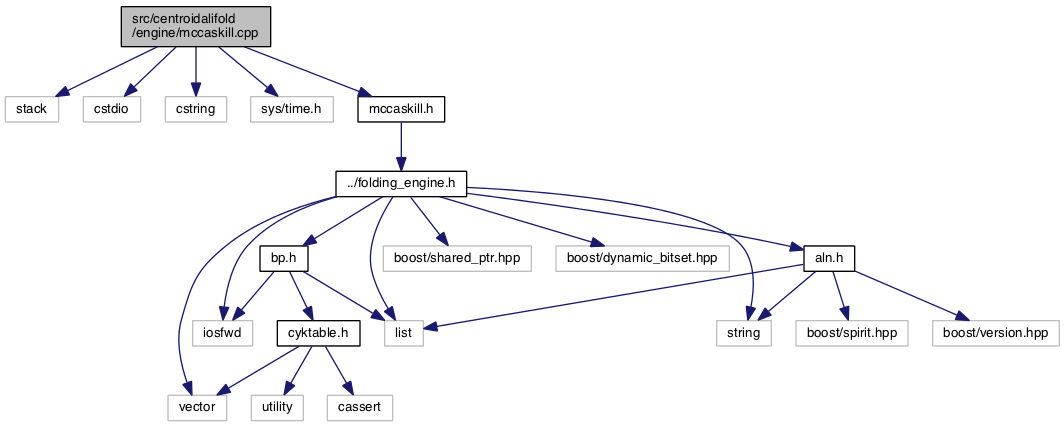 src/centroidalifold
/engine/mccaskill.cpp
stack
cstdio
cstring
sys/time.h
mccaskill.h
../folding_engine.h
bp.h
boost/shared_ptr.hpp
boost/dynamic_bitset.hpp
aln.h
iosfwd
cyktable.h
list
string
boost/spirit.hpp
boost/version.hpp
vector
utility
cassert